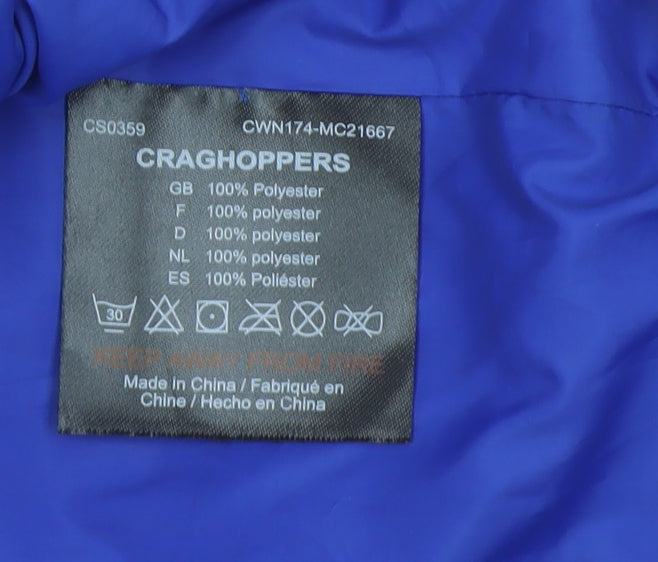 CS0359 CWN174-MC21667
CRAGHOPPERS
GB 100% Polyester
F 100% polyester
D 100% polyester
NL 100% polyester
ES 100% Poliéster
30
KEEP AWAY FROM FIRE
Made in China / Fabriqué en
Chine / Hecho en China